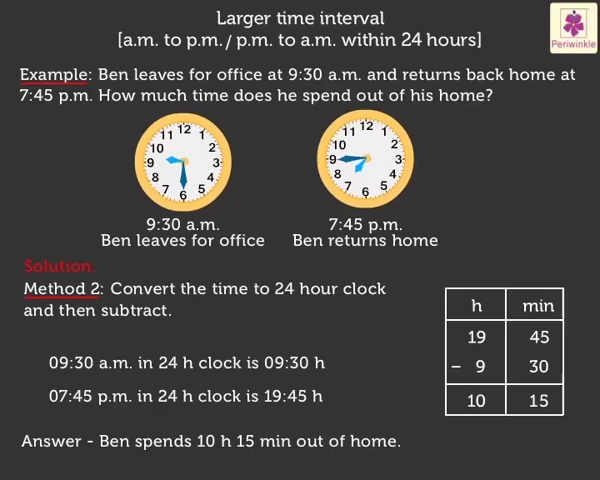 Larger time interval
[a.m. to p.m./p.m. to a.m. within 24 hours]
Periwinkle
Example: Ben leaves for office at 9:30 a.m. and returns back home at
7:45 p.m. How much time does he spend out of his home?
12 1 2 3 4 5 6 7 8 9 10 11
12 1 2 3 4 5 6 7 8 9 10 11
9:30 a.m. 7:45 p.m.
Ben leaves for office Ben returns home
Solution:
Method 2: Convert the time to 24 hour clock
and then subtract.
09:30 a.m. in 24 h clock is 09:30 h
07:45 p.m. in 24 h clock is 19:45 h
h min
19 45
– 9 30
10 15
Answer - Ben spends 10 h 15 min out of home.